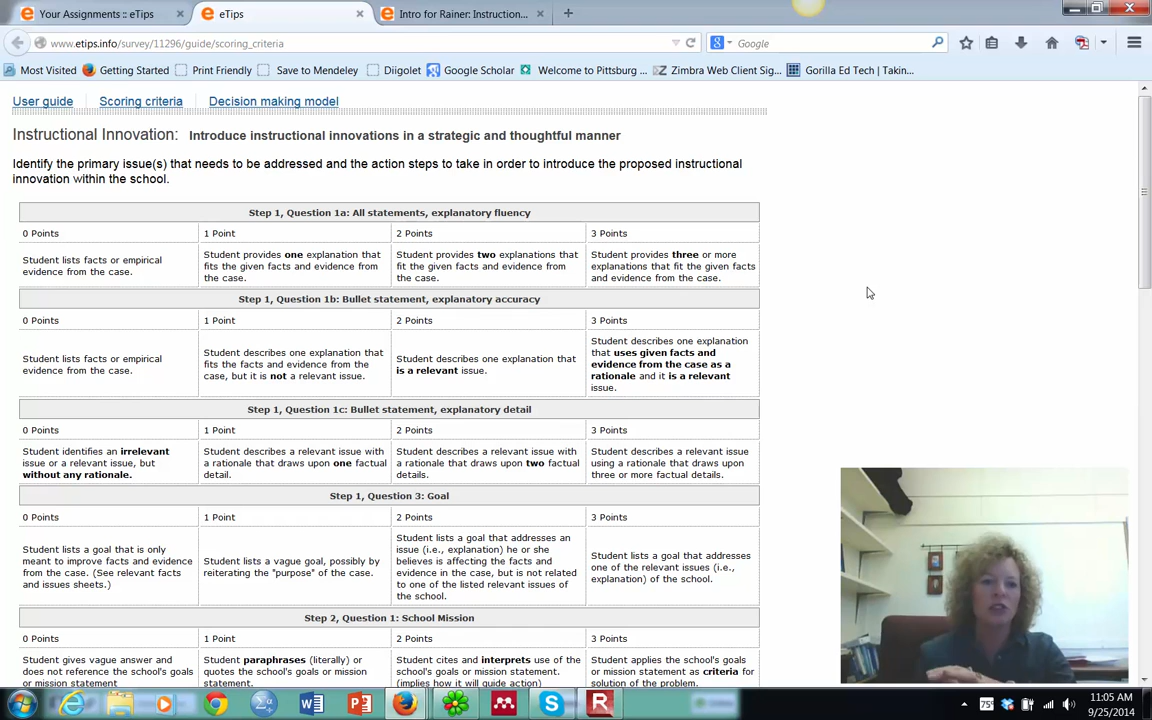 Your Assignments :: eTips
eTips
Intro for Rainer: Instruction...
www.etips.info/survey/11296/guide/scoring_criteria
Google
Most Visited Getting Started Print Friendly Save to Mendeley Diigolet Google Scholar Welcome to Pittsburg ... Zimbra Web Client Sig... Gorilla Ed Tech | Takin...
User guide Scoring criteria Decision making model
Instructional Innovation: Introduce instructional innovations in a strategic and thoughtful manner
Identify the primary issue(s) that needs to be addressed and the action steps to take in order to introduce the proposed instructional
innovation within the school.
Step 1, Question 1a: All statements, explanatory fluency
0 Points 1 Point 2 Points 3 Points
Student lists facts or empirical
evidence from the case.
Student provides one explanation that
fits the given facts and evidence from
the case.
Student provides two explanations that
fit the given facts and evidence from
the case.
Student provides three or more
explanations that fit the given facts
and evidence from the case.
Step 1, Question 1b: Bullet statement, explanatory accuracy
0 Points 1 Point 2 Points 3 Points
Student lists facts or empirical
evidence from the case.
Student describes one explanation that
fits the facts and evidence from the
case, but it is not a relevant issue.
Student describes one explanation that
is a relevant issue.
Student describes one explanation
that uses given facts and
evidence from the case as a
rationale and it is a relevant
issue.
Step 1, Question 1c: Bullet statement, explanatory detail
0 Points 1 Point 2 Points 3 Points
Student identifies an irrelevant
issue or a relevant issue, but
without any rationale.
Student describes a relevant issue with
a rationale that draws upon one factual
detail.
Student describes a relevant issue with
a rationale that draws upon two factual
details.
Student describes a relevant issue
using a rationale that draws upon
three or more factual details.
Step 1, Question 3: Goal
0 Points 1 Point 2 Points 3 Points
Student lists a goal that is only
meant to improve facts and evidence
from the case. (See relevant facts
and issues sheets.)
Student lists a vague goal, possibly by
reiterating the "purpose" of the case.
Student lists a goal that addresses an
issue (i.e., explanation) he or she
believes is affecting the facts and
evidence in the case, but is not related
to one of the listed relevant issues of
the school.
Student lists a goal that addresses
one of the relevant issues (i.e.,
explanation) of the school.
Step 2, Question 1: School Mission
0 Points 1 Point 2 Points 3 Points
Student gives vague answer and
does not reference the school's goals
or mission statement
Student paraphrases (literally) or
quotes the school's goals or mission
statement.
Student cites and interprets use of the
school's goals or mission statement.
(implies how it will guide action)
Student applies the school's goals
or mission statement as criteria for
solution of the problem.
75%
11:05 AM
9/25/2014